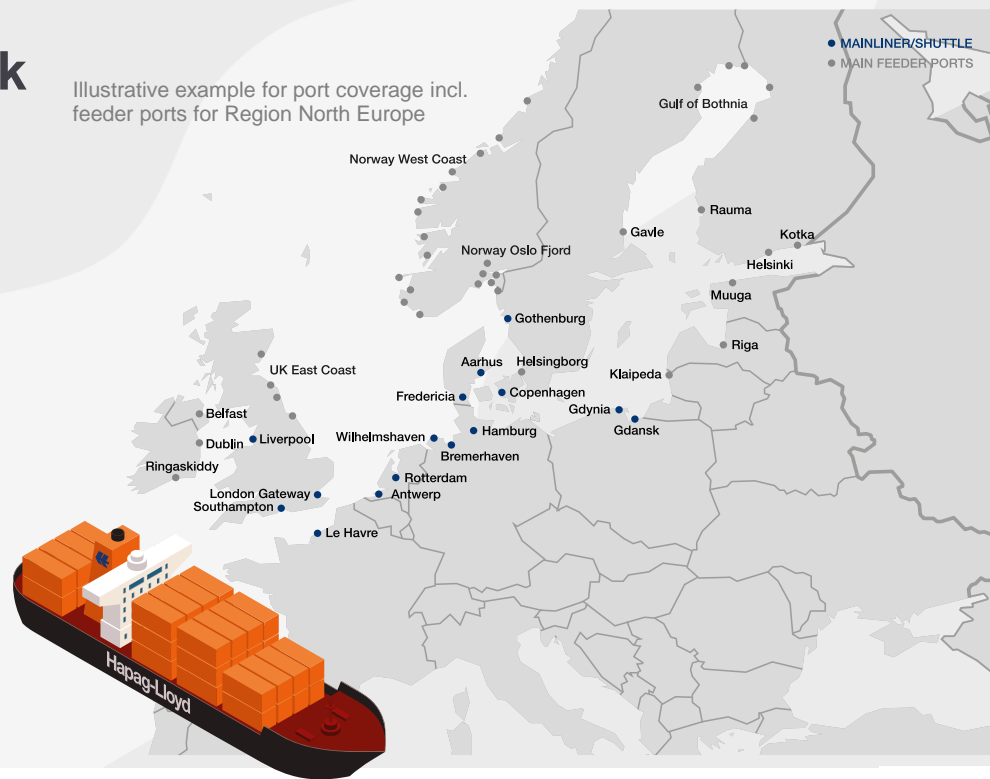 k
Illustrative example for port coverage incl.
feeder ports for Region North Europe
MAINLINER/SHUTTLE
MAIN FEEDER PORTS
Gulf of Bothnia
Norway West Coast
Rauma
Gavle
Kotka
Norway Oslo Fjord
Helsinki
Muuga
Gothenburg
Riga
Aarhus
Helsingborg
UK East Coast
Klaipeda
Fredericia
Copenhagen
Gdynia
Belfast
Gdansk
Hamburg
Wilhelmshaven
Dublin
Liverpool
Bremerhaven
Ringaskiddy
Rotterdam
London Gateway
Antwerp
Southampton
Le Havre
Hapag-Lloyd